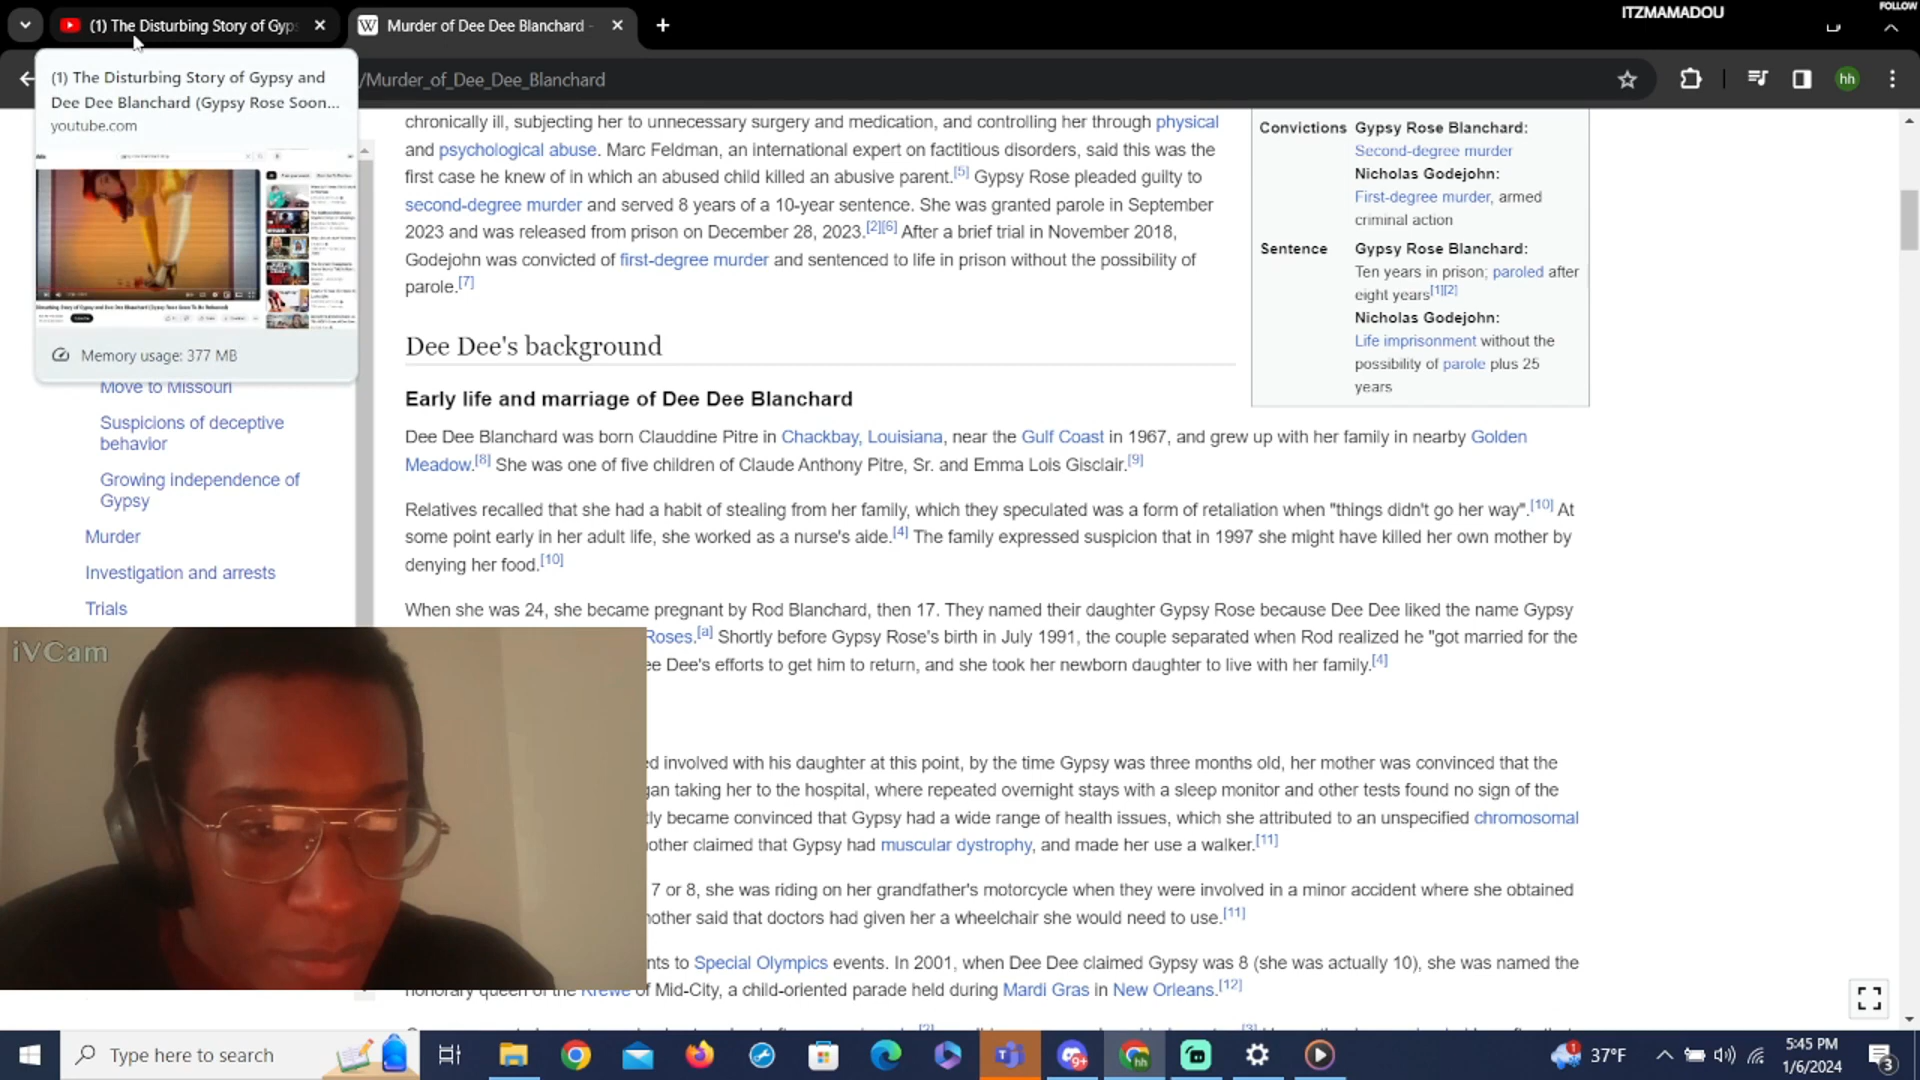 (1) The Disturbing Story of Gyps
Murder of Dee Dee Blanchard -
ITZMAMADOU
FOLLOW
/Murder_of_Dee_Dee_Blanchard
hh
(1) The Disturbing Story of Gypsy and
Dee Dee Blanchard (Gypsy Rose Soon...
youtube.com
Memory usage: 377 MB
Move to Missouri
Suspicions of deceptive
behavior
Growing independence of
Gypsy
Murder
Investigation and arrests
Trials
chronically ill, subjecting her to unnecessary surgery and medication, and controlling her through physical
and psychological abuse. Marc Feldman, an international expert on factitious disorders, said this was the
first case he knew of in which an abused child killed an abusive parent.[5] Gypsy Rose pleaded guilty to
second-degree murder and served 8 years of a 10-year sentence. She was granted parole in September
2023 and was released from prison on December 28, 2023.[2][6] After a brief trial in November 2018,
Godejohn was convicted of first-degree murder and sentenced to life in prison without the possibility of
parole.[7]
Convictions Gypsy Rose Blanchard:
Second-degree murder
Nicholas Godejohn:
First-degree murder, armed
criminal action
Sentence Gypsy Rose Blanchard:
Ten years in prison; paroled after
eight years[1][2]
Nicholas Godejohn:
Life imprisonment without the
possibility of parole plus 25
years
Dee Dee's background
Early life and marriage of Dee Dee Blanchard
Dee Dee Blanchard was born Clauddine Pitre in Chackbay, Louisiana, near the Gulf Coast in 1967, and grew up with her family in nearby Golden
Meadow.[8] She was one of five children of Claude Anthony Pitre, Sr. and Emma Lois Gisclair.[9]
Relatives recalled that she had a habit of stealing from her family, which they speculated was a form of retaliation when "things didn't go her way".[10] At
some point early in her adult life, she worked as a nurse's aide.[4] The family expressed suspicion that in 1997 she might have killed her own mother by
denying her food.[10]
When she was 24, she became pregnant by Rod Blanchard, then 17. They named their daughter Gypsy Rose because Dee Dee liked the name Gypsy
Roses.[a] Shortly before Gypsy Rose's birth in July 1991, the couple separated when Rod realized he "got married for the
ee Dee's efforts to get him to return, and she took her newborn daughter to live with her family.[4]
ed involved with his daughter at this point, by the time Gypsy was three months old, her mother was convinced that the
gan taking her to the hospital, where repeated overnight stays with a sleep monitor and other tests found no sign of the
tly became convinced that Gypsy had a wide range of health issues, which she attributed to an unspecified chromosomal
other claimed that Gypsy had muscular dystrophy, and made her use a walker.[11]
7 or 8, she was riding on her grandfather's motorcycle when they were involved in a minor accident where she obtained
nother said that doctors had given her a wheelchair she would need to use.[11]
nts to Special Olympics events. In 2001, when Dee Dee claimed Gypsy was 8 (she was actually 10), she was named the
honorary queen of the Krewe of Mid-City, a child-oriented parade held during Mardi Gras in New Orleans.[12]
iVCam
Type here to search
9+
hh
1
37°F
5:45 PM
1/6/2024
3